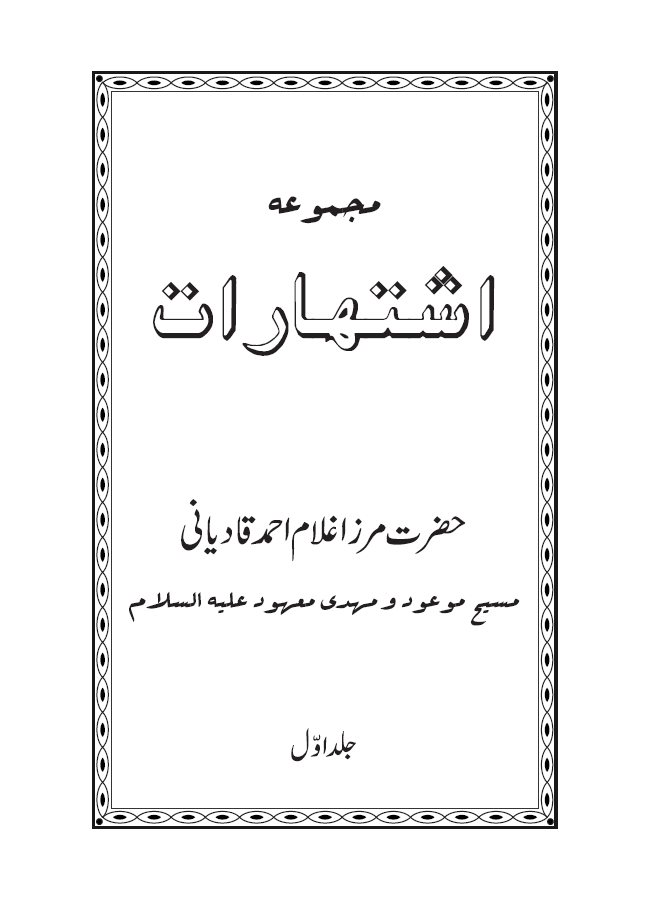 مجموعہ
اشتہارات
حضرت مرزا غلام احمد قادیانی
مسیح موعود و مہدی معہود علیہ السلام
جلد اوّل